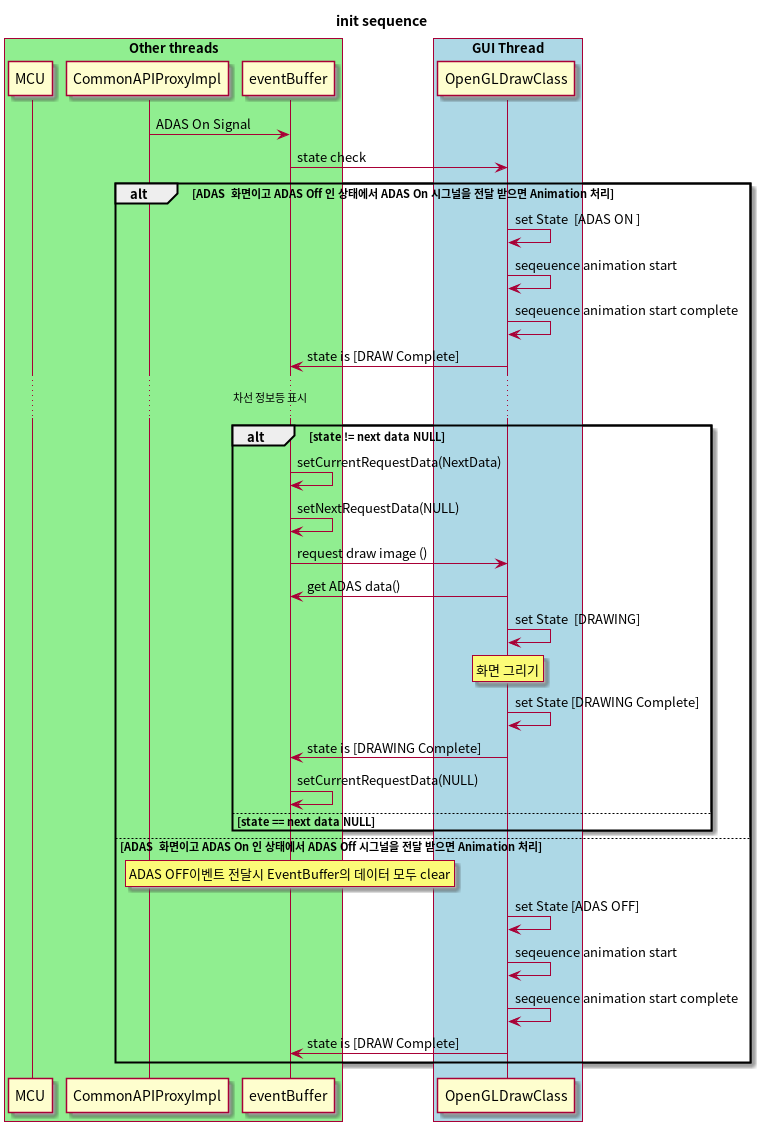 init sequence
Other threads
GUI Thread
MCU
CommonAPIProxyImpl
eventBuffer
OpenGLDrawClass
ADAS On Signal
state check
alt
[ADAS  화면이고 ADAS Off 인 상태에서 ADAS On 시그널을 전달 받으면 Animation 처리]
set State  [ADAS ON ]
seqeuence animation start
seqeuence animation start complete
state is [DRAW Complete]
차선 정보등 표시
alt
[state != next data NULL]
setCurrentRequestData(NextData)
setNextRequestData(NULL)
request draw image ()
get ADAS data()
set State  [DRAWING]
화면 그리기
set State [DRAWING Complete]
state is [DRAWING Complete]
setCurrentRequestData(NULL)
[state == next data NULL]
[ADAS  화면이고 ADAS On 인 상태에서 ADAS Off 시그널을 전달 받으면 Animation 처리]
ADAS OFF이벤트 전달시 EventBuffer의 데이터 모두 clear
set State [ADAS OFF]
seqeuence animation start
seqeuence animation start complete
state is [DRAW Complete]
MCU
CommonAPIProxyImpl
eventBuffer
OpenGLDrawClass